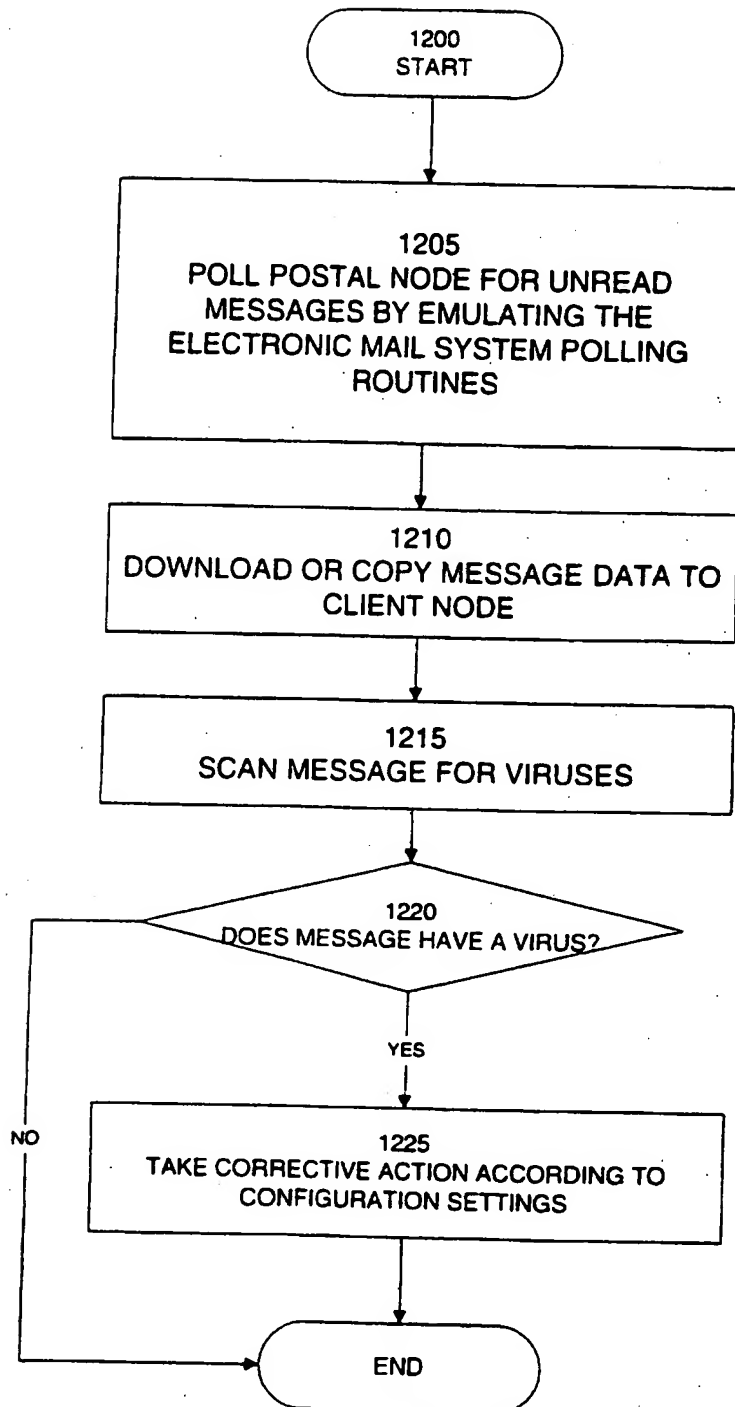 1200
START
1205
POLL POSTAL NODE FOR UNREAD
MESSAGES BY EMULATING THE
ELECTRONIC MAIL SYSTEM POLLING
ROUTINES
1210
DOWNLOAD OR COPY MESSAGE DATA TO
CLIENT NODE
1215
SCAN MESSAGE FOR VIRUSES
1220
DOES MESSAGE HAVE A VIRUS?
YES
NO
1225
TAKE CORRECTIVE ACTION ACCORDING TO
CONFIGURATION SETTINGS
END